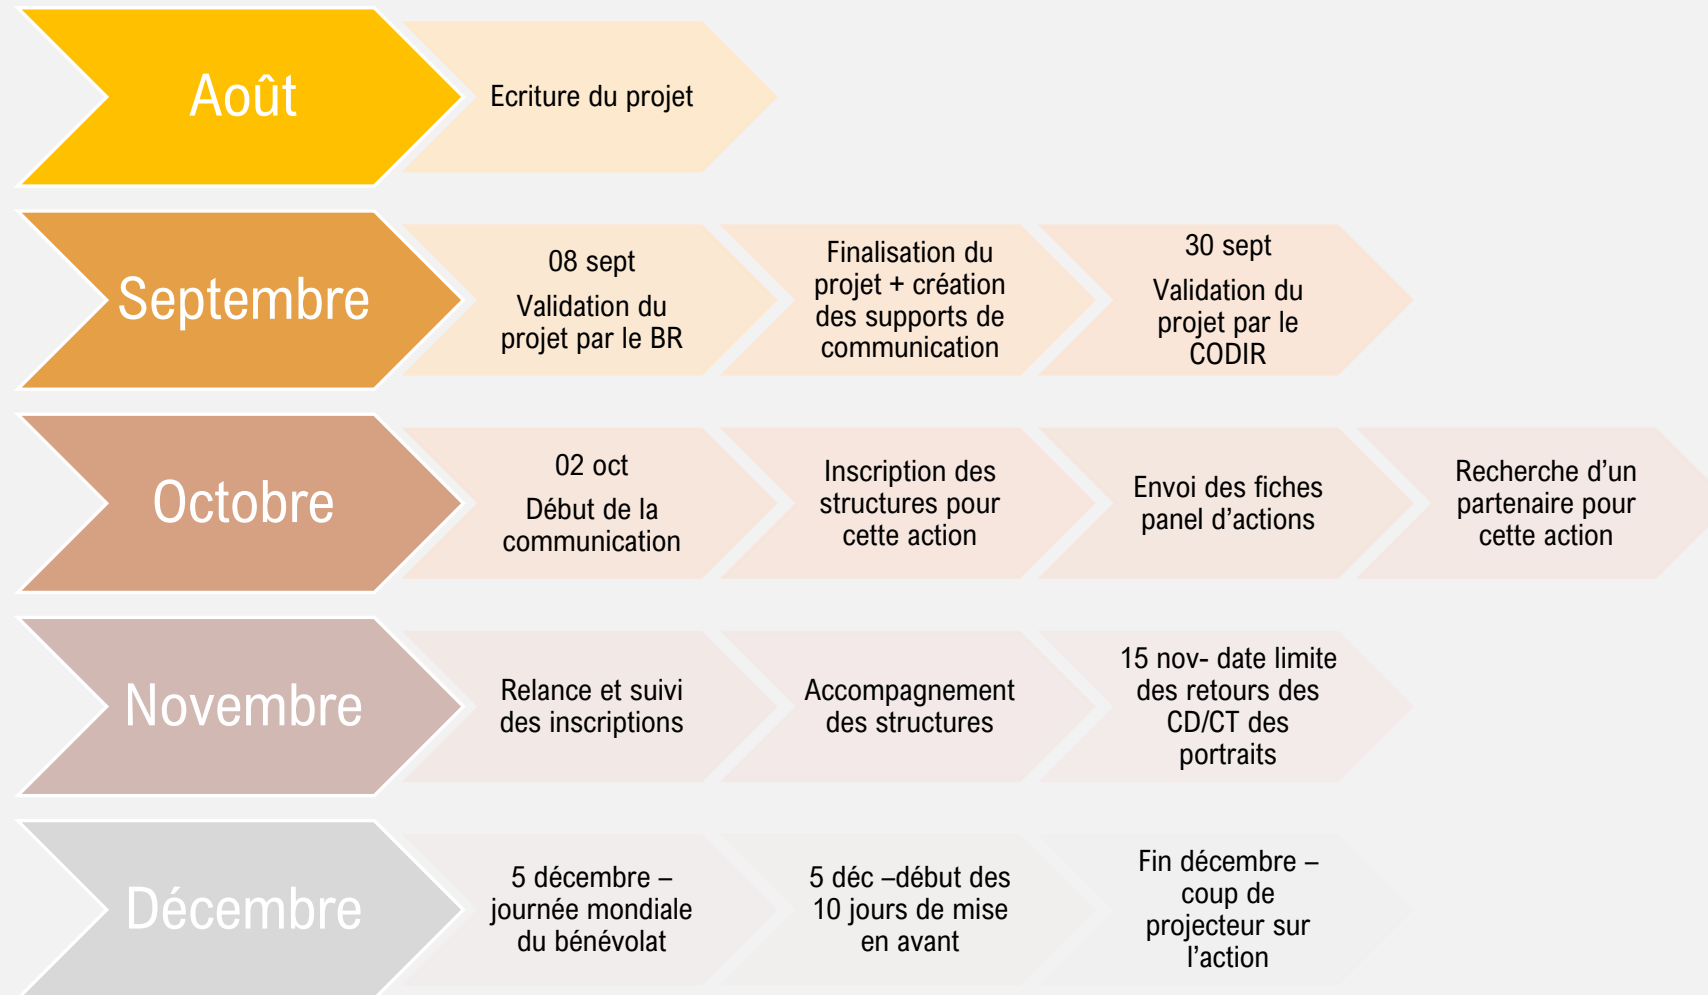 Août
Ecriture du projet
Septembre
08 sept
Validation du
projet par le BR
Finalisation du
projet + création
des supports de
communication
30 sept
Validation du
projet par le
CODIR
Octobre
02 oct
Début de la
communication
Inscription des
structures pour
cette action
Envoi des fiches
panel d’actions
Recherche d’un
partenaire pour
cette action
Novembre
Relance et suivi
des inscriptions
Accompagnement
des structures
15 nov- date limite
des retours des
CD/CT des
portraits
Décembre
5 décembre –
journée mondiale
du bénévolat
5 déc –début des
10 jours de mise
en avant
Fin décembre –
coup de
projecteur sur
l’action